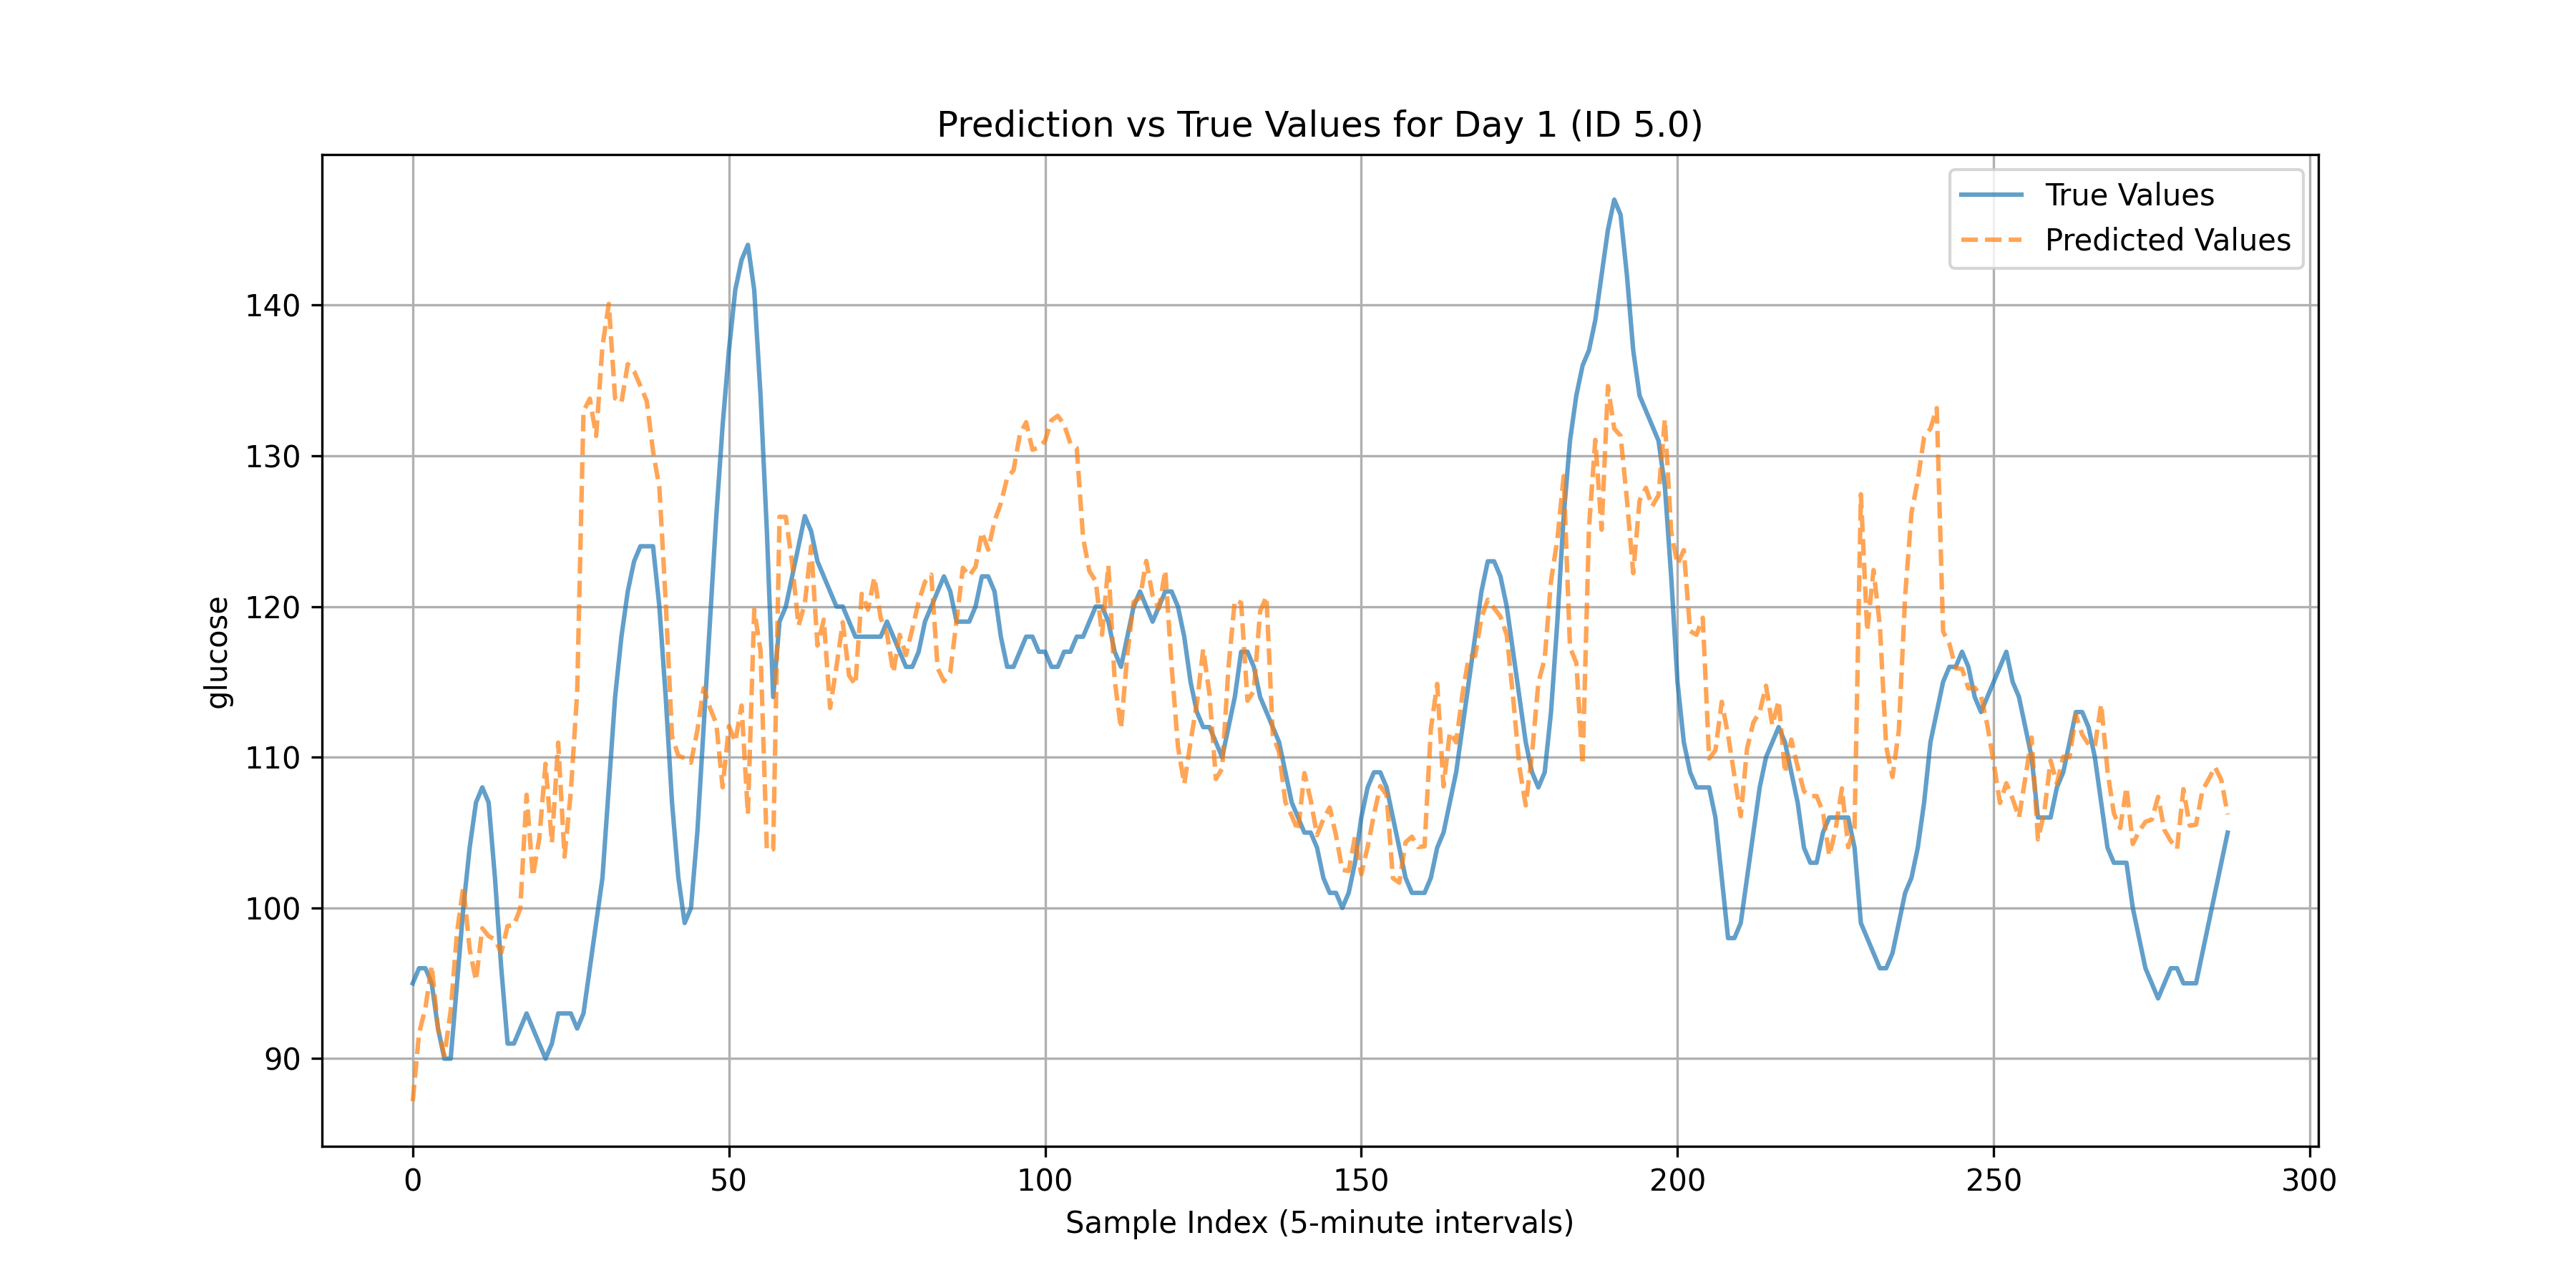 Prediction vs True Values for Day 1 (ID 5.0)
True Values
Predicted Values
glucose
140
130
120
110
100
90
0 50 100 150 200 250 300
Sample Index (5-minute intervals)